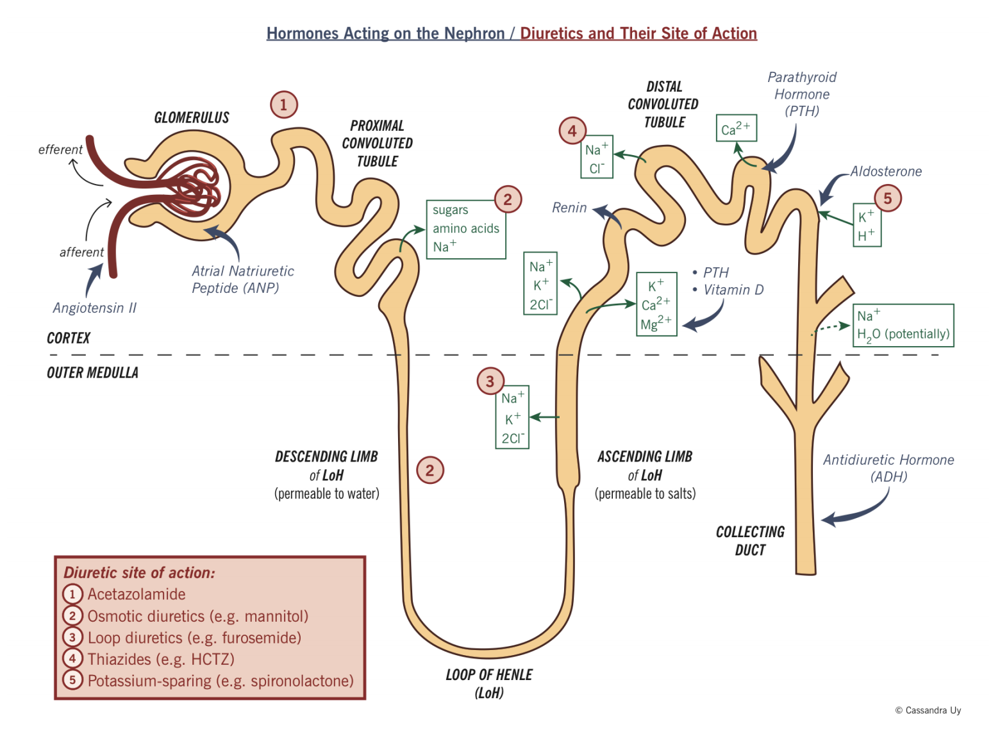 Hormones Acting on the Nephron / Diuretics and Their Site of Action
GLOMERULUS
efferent
afferent
Angiotensin II
Atrial Natriuretic
Peptide (ANP)
1
PROXIMAL
CONVOLUTED
TUBULE
2
sugars
amino acids
Na⁺
CORTEX
OUTER MEDULLA
DESCENDING LIMB
of LoH
(permeable to water)
2
LOOP OF HENLE
(LoH)
3
Na⁺
K⁺
2Cl⁻
ASCENDING LIMB
of LoH
(permeable to salts)
Na⁺
K⁺
2Cl⁻
K⁺
Ca²⁺
Mg²⁺
• PTH
• Vitamin D
Renin
4
Na⁺
Cl⁻
DISTAL
CONVOLUTED
TUBULE
Ca²⁺
Parathyroid
Hormone
(PTH)
Aldosterone
5
K⁺
H⁺
Na⁺
H₂O (potentially)
Antidiuretic Hormone
(ADH)
COLLECTING
DUCT
Diuretic site of action:
1 Acetazolamide
2 Osmotic diuretics (e.g. mannitol)
3 Loop diuretics (e.g. furosemide)
4 Thiazides (e.g. HCTZ)
5 Potassium-sparing (e.g. spironolactone)
© Cassandra Uy